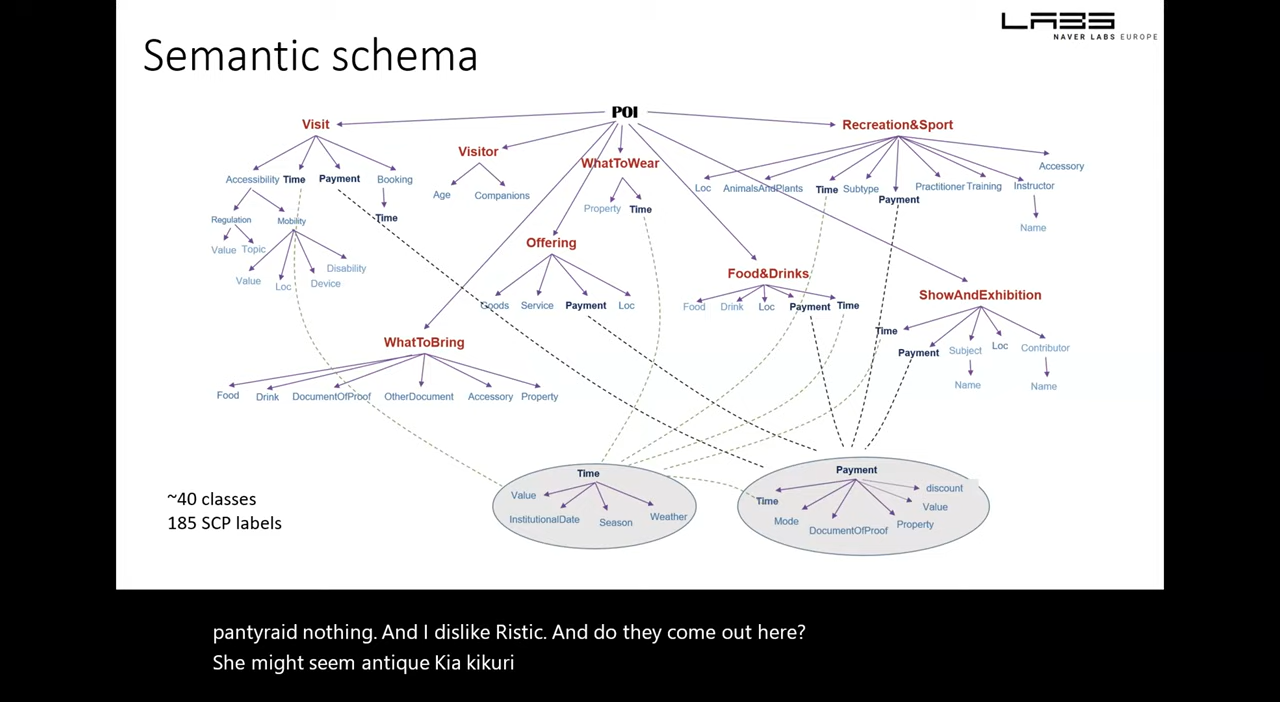 LABS
NAVER LABS EUROPE
Semantic schema
POI
Visit
Recreation&Sport
Visitor
WhatToWear
Accessory
Accessibility Time Payment Booking
Age Companions
Loc AnimalsAndPlants Time Subtype Practitioner Training Instructor
Payment
Property Time
Regulation Mobility Time
Name
Value Topic
Offering
Disability
Value Loc Device
Food&Drinks
ShowAndExhibition
Goods Service Payment Loc
Food Drink Loc Payment Time
Time
WhatToBring
Payment Subject Loc Contributor
Name Name
Food Drink DocumentOfProof OtherDocument Accessory Property
Time
Payment
~40 classes
185 SCP labels
Value
InstitutionalDate Season Weather
Time discount
Value
Mode DocumentOfProof Property
pantyraid nothing. And I dislike Ristic. And do they come out here?
She might seem antique Kia kikuri